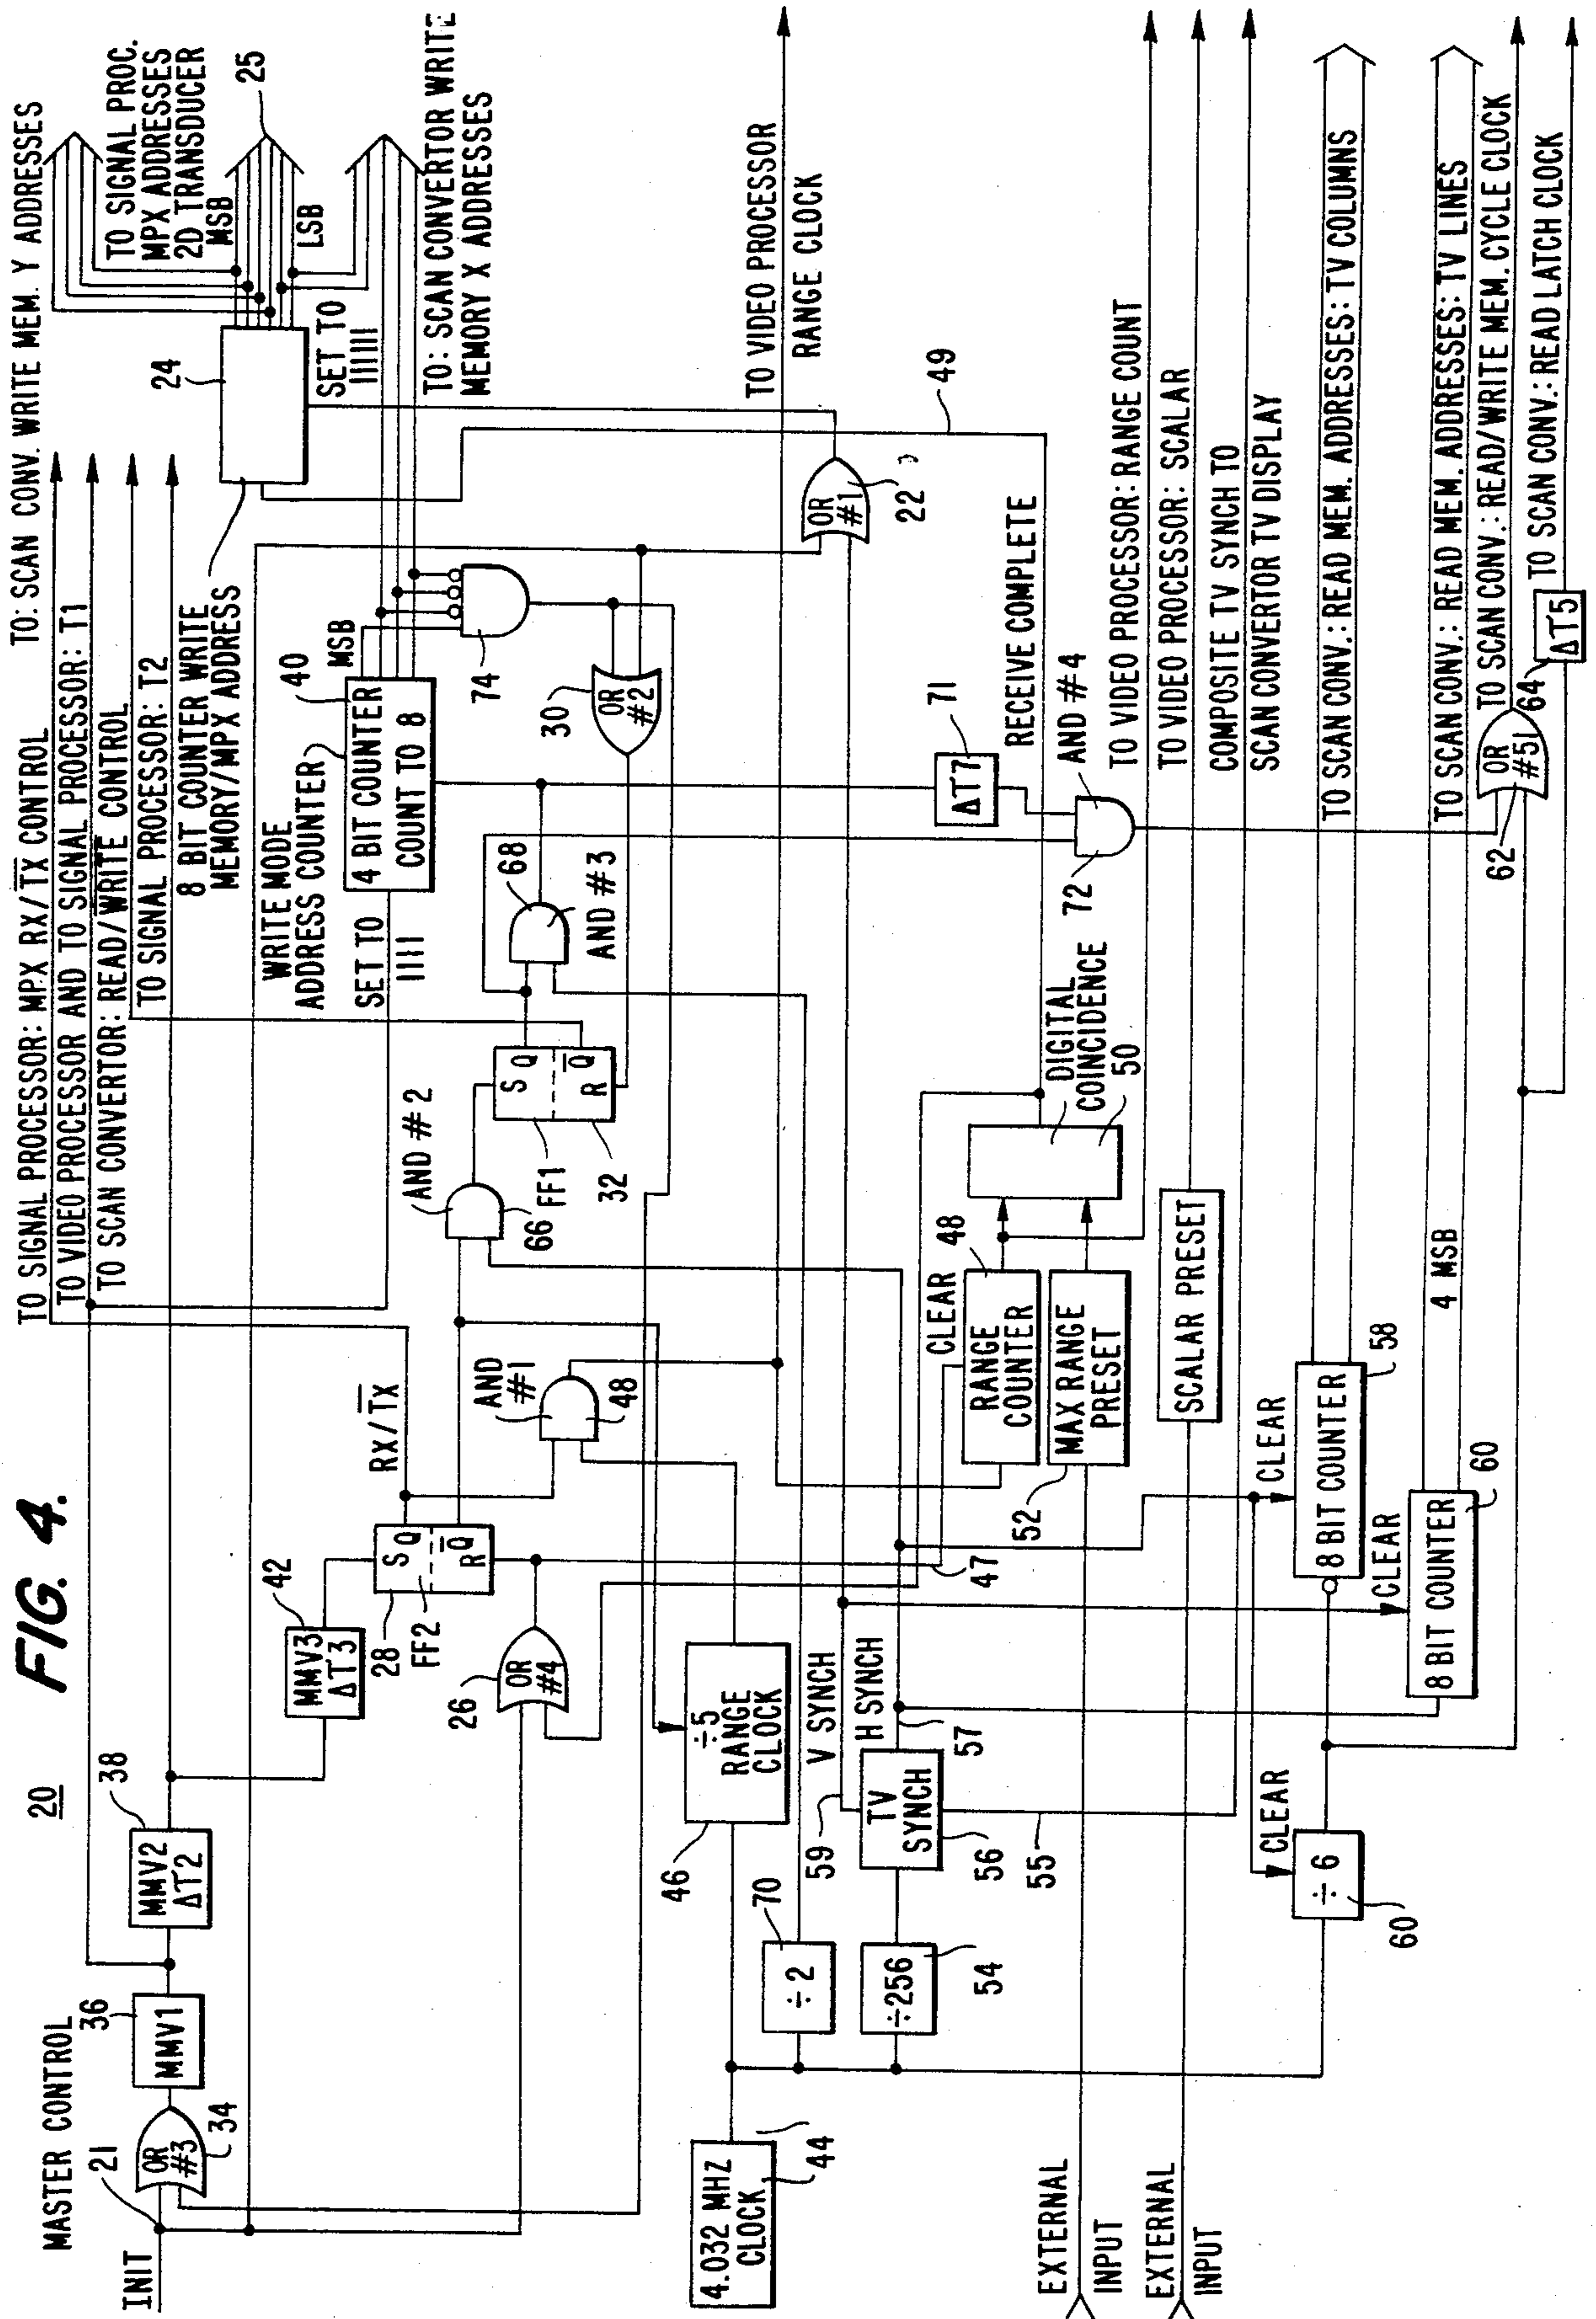 FIG. 4.
20
MASTER CONTROL
INIT
21
OR
#3
34
36
MMV1
38
MMV2
ΔT2
42
MMV3
ΔT3
28
FF2
S
Q
R
Q̅
RX/T̅X̅
26
OR
#4
AND
#1
48
AND #2
66
FF1
32
S
Q
Q̅
R
68
AND #3
30
OR
#2
74
TO SIGNAL PROCESSOR: MPX RX/T̅X̅ CONTROL
TO VIDEO PROCESSOR AND TO SIGNAL PROCESSOR: T1
TO SCAN CONVERTOR: READ/W̅R̅I̅T̅E̅ CONTROL
TO SIGNAL PROCESSOR: T2
8 BIT COUNTER WRITE
MEMORY/MPX ADDRESS
WRITE MODE
ADDRESS COUNTER
40
4 BIT COUNTER
COUNT TO 8
MSB
SET TO
1111
TO: SCAN CONV. WRITE MEM. Y ADDRESSES
TO SIGNAL PROC.
MPX ADDRESSES
2D TRANSDUCER
MSB
25
LSB
24
SET TO
111111
TO: SCAN CONVERTOR WRITE
MEMORY X ADDRESSES
TO VIDEO PROCESSOR
RANGE CLOCK
49
OR
#1
22
4.032 MHZ
CLOCK
44
46
÷5
RANGE
CLOCK
70
÷ 2
÷256
54
59
V SYNCH
H SYNCH
57
TV
SYNCH
56
55
47
CLEAR
48
RANGE
COUNTER
52
MAX RANGE
PRESET
DIGITAL
COINCIDENCE
50
71
ΔT7
RECEIVE COMPLETE
AND #4
72
SCALAR PRESET
EXTERNAL
INPUT
EXTERNAL
INPUT
TO VIDEO PROCESSOR: RANGE COUNT
TO VIDEO PROCESSOR: SCALAR
COMPOSITE TV SYNCH TO
SCAN CONVERTOR TV DISPLAY
CLEAR
÷ 6
60
CLEAR
8 BIT COUNTER
58
CLEAR
8 BIT COUNTER
60
4 MSB
TO SCAN CONV.: READ MEM. ADDRESSES: TV COLUMNS
TO SCAN CONV.: READ MEM. ADDRESSES: TV LINES
TO SCAN CONV.: READ/WRITE MEM. CYCLE CLOCK
OR
#51
62
64
ΔT5
TO SCAN CONV.: READ LATCH CLOCK